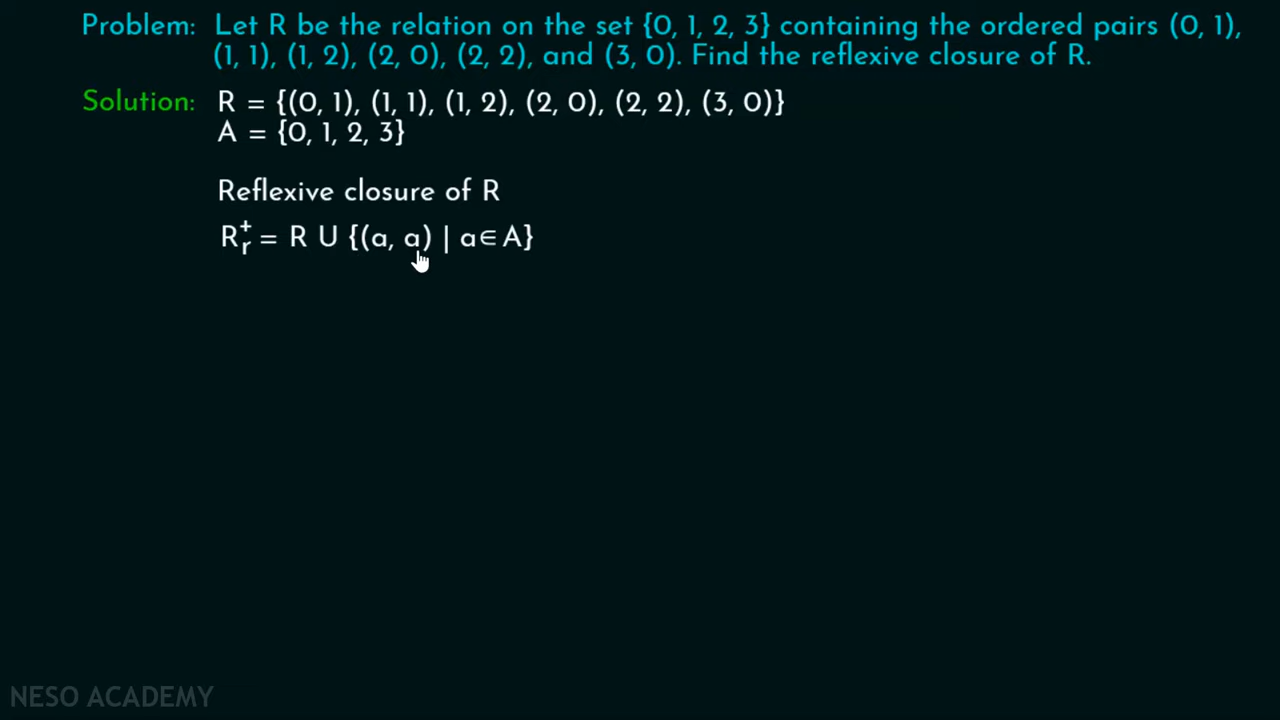 Problem: Let R be the relation on the set {0, 1, 2, 3} containing the ordered pairs (0, 1),
(1, 1), (1, 2), (2, 0), (2, 2), and (3, 0). Find the reflexive closure of R.
Solution: R = {(0, 1), (1, 1), (1, 2), (2, 0), (2, 2), (3, 0)}
A = {0, 1, 2, 3}
Reflexive closure of R
R⁺ᵣ = R U {(a, a) | a∈A}
NESO ACADEMY